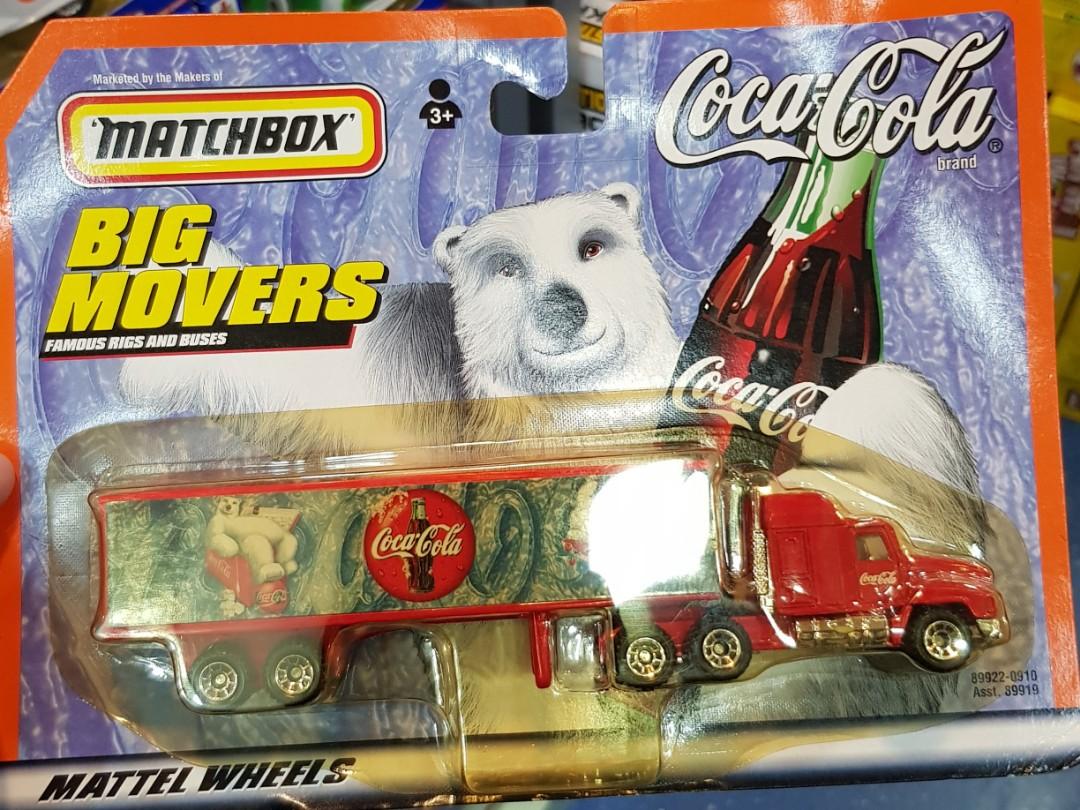 Marketed by the Makers of
'MATCHBOX'
3+
Coca-Cola®
brand
BIG
MOVERS
FAMOUS RIGS AND BUSES
Coca-Co
Coca-Cola
Coca-Cola
89922-0910
Asst. 89919
MATTEL WHEELS